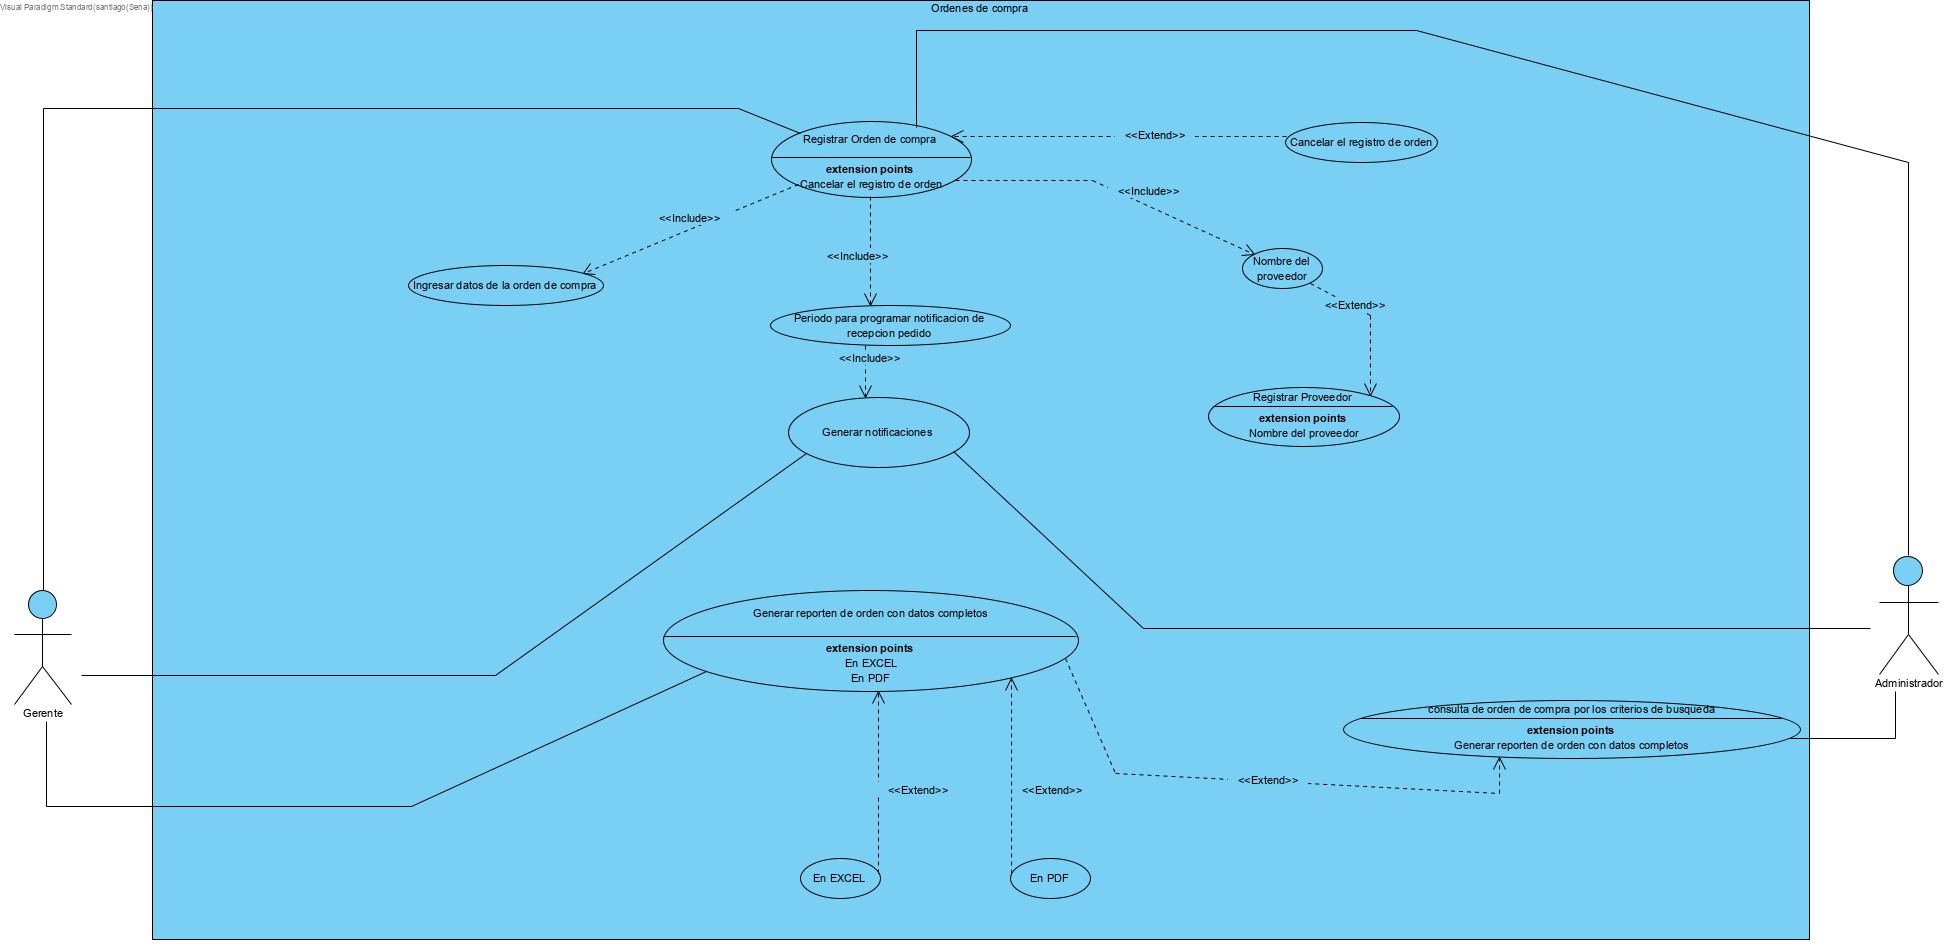 Visual Paradigm Standard(santiago(Sena))
Ordenes de compra
Registrar Orden de compra
extension points
Cancelar el registro de orden
<<Extend>>
Cancelar el registro de orden
<<Include>>
<<Include>>
<<Include>>
Ingresar datos de la orden de compra
Nombre del
proveedor
<<Extend>>
Periodo para programar notificacion de
recepcion pedido
<<Include>>
Registrar Proveedor
extension points
Nombre del proveedor
Generar notificaciones
Generar reporten de orden con datos completos
extension points
En EXCEL
En PDF
Gerente
Administrador
consulta de orden de compra por los criterios de busqueda
extension points
Generar reporten de orden con datos completos
<<Extend>>
<<Extend>>
<<Extend>>
En EXCEL
En PDF